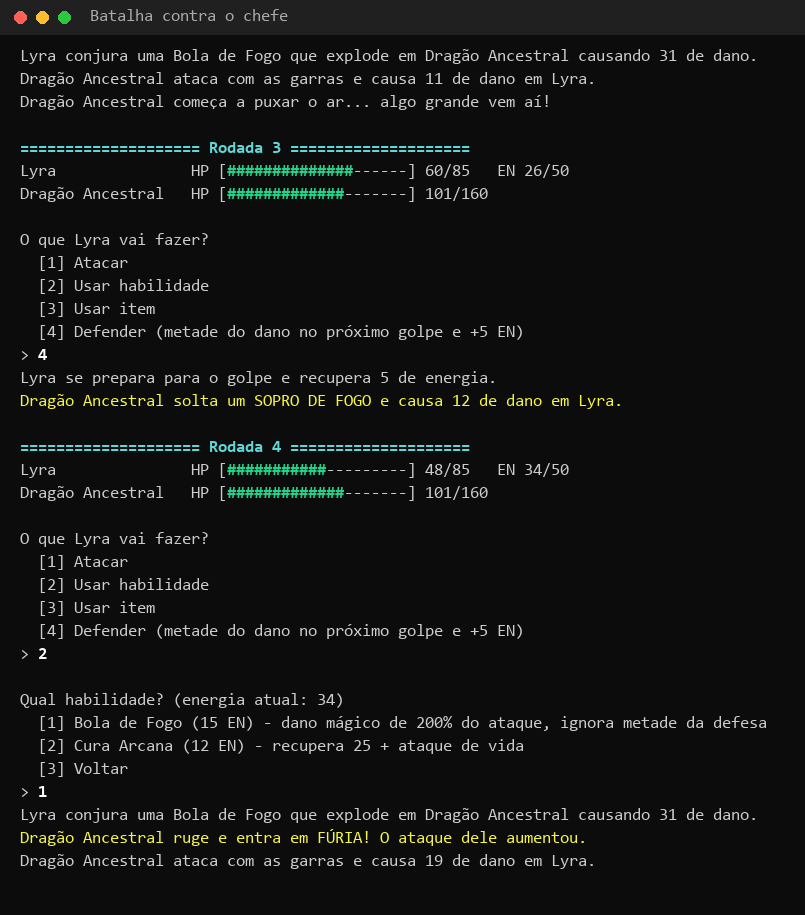 Batalha contra o chefe
Lyra conjura uma Bola de Fogo que explode em Dragão Ancestral causando 31 de dano.
Dragão Ancestral ataca com as garras e causa 11 de dano em Lyra.
Dragão Ancestral começa a puxar o ar... algo grande vem aí!
==================== Rodada 3 ====================
Lyra               HP [##############------] 60/85   EN 26/50
Dragão Ancestral   HP [#############-------] 101/160
O que Lyra vai fazer?
  [1] Atacar
  [2] Usar habilidade
  [3] Usar item
  [4] Defender (metade do dano no próximo golpe e +5 EN)
> 4
Lyra se prepara para o golpe e recupera 5 de energia.
Dragão Ancestral solta um SOPRO DE FOGO e causa 12 de dano em Lyra.
==================== Rodada 4 ====================
Lyra               HP [###########---------] 48/85   EN 34/50
Dragão Ancestral   HP [#############-------] 101/160
O que Lyra vai fazer?
  [1] Atacar
  [2] Usar habilidade
  [3] Usar item
  [4] Defender (metade do dano no próximo golpe e +5 EN)
> 2
Qual habilidade? (energia atual: 34)
  [1] Bola de Fogo (15 EN) - dano mágico de 200% do ataque, ignora metade da defesa
  [2] Cura Arcana (12 EN) - recupera 25 + ataque de vida
  [3] Voltar
> 1
Lyra conjura uma Bola de Fogo que explode em Dragão Ancestral causando 31 de dano.
Dragão Ancestral ruge e entra em FÚRIA! O ataque dele aumentou.
Dragão Ancestral ataca com as garras e causa 19 de dano em Lyra.